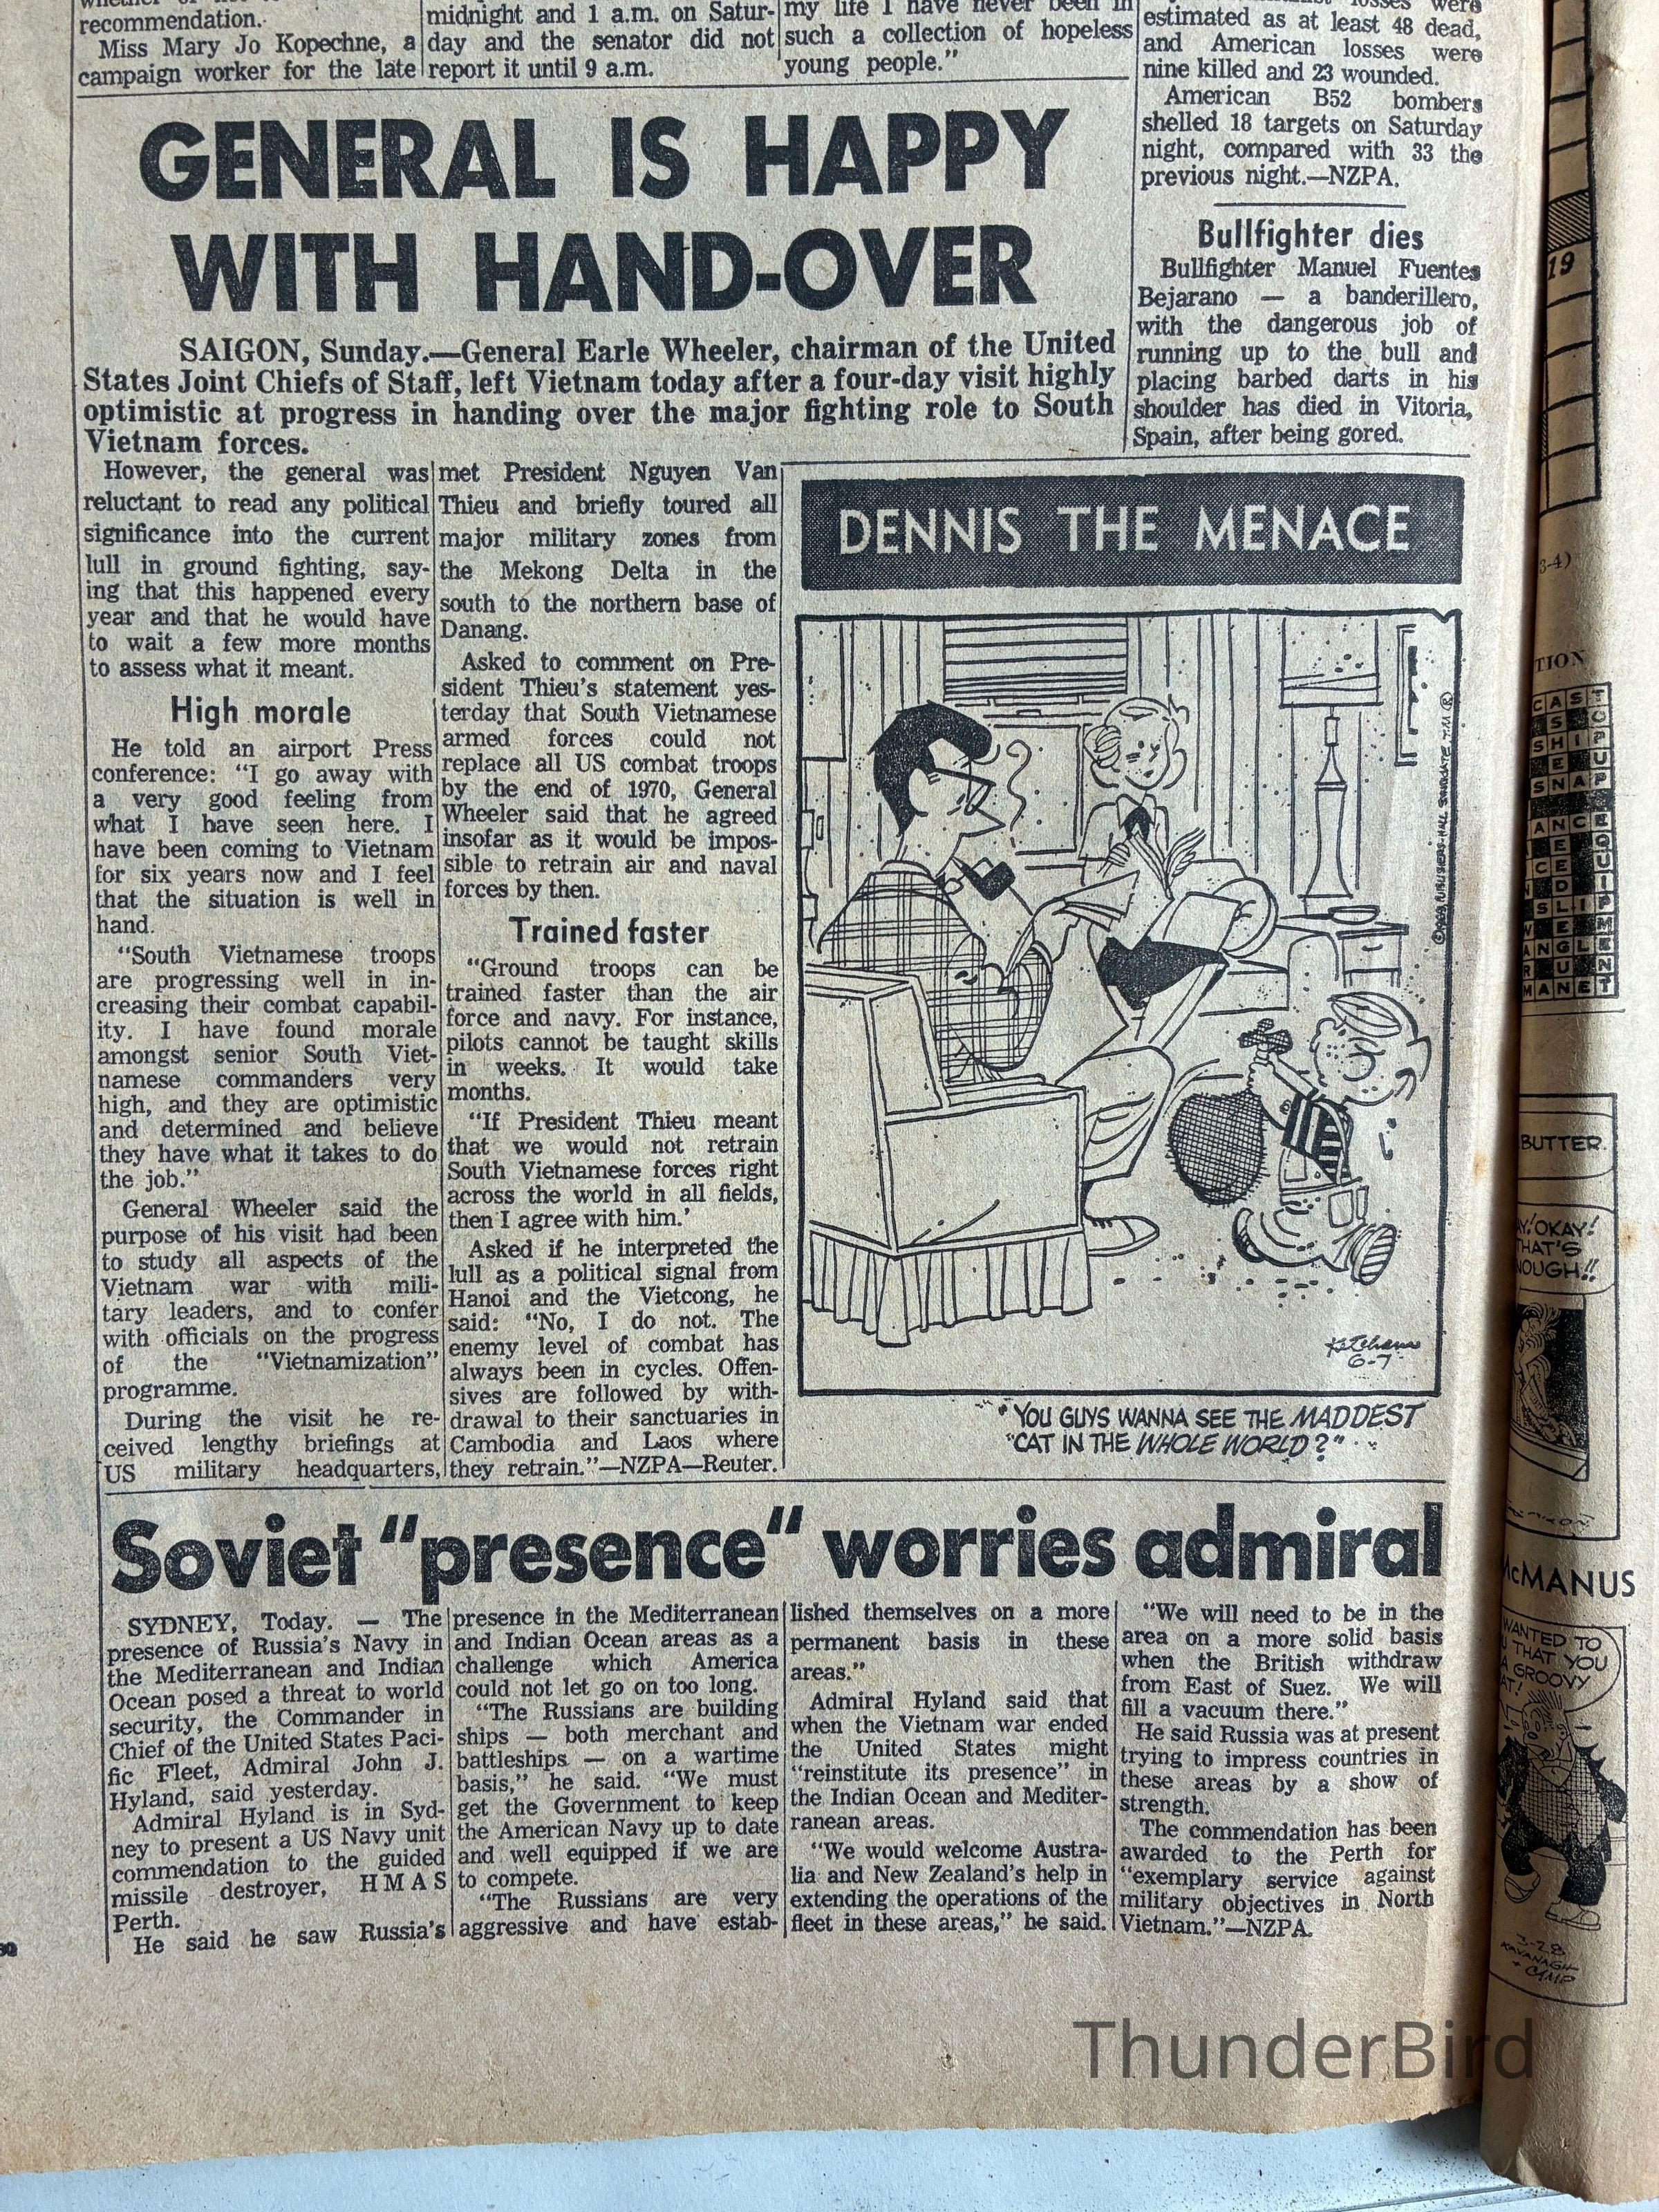 recommendation.
Miss Mary Jo Kopechne, a
campaign worker for the late
midnight and 1 a.m. on Satur-
day and the senator did not
report it until 9 a.m.
my life I have never been in
such a collection of hopeless
young people."
losses were
estimated as at least 48 dead,
and American losses were
nine killed and 23 wounded.
American B52 bombers
shelled 18 targets on Saturday
night, compared with 33 the
previous night.—NZPA.
Bullfighter dies
Bullfighter Manuel Fuentes
Bejarano — a banderillero,
with the dangerous job of
running up to the bull and
placing barbed darts in his
shoulder has died in Vitoria,
Spain, after being gored.
GENERAL IS HAPPY
WITH HAND-OVER
SAIGON, Sunday.—General Earle Wheeler, chairman of the United
States Joint Chiefs of Staff, left Vietnam today after a four-day visit highly
optimistic at progress in handing over the major fighting role to South
Vietnam forces.
However, the general was
reluctant to read any political
significance into the current
lull in ground fighting, say-
ing that this happened every
year and that he would have
to wait a few more months
to assess what it meant.
High morale
He told an airport Press
conference: "I go away with
a very good feeling from
what I have seen here. I
have been coming to Vietnam
for six years now and I feel
that the situation is well in
hand.
"South Vietnamese troops
are progressing well in in-
creasing their combat capabil-
ity. I have found morale
amongst senior South Viet-
namese commanders very
high, and they are optimistic
and determined and believe
they have what it takes to do
the job."
General Wheeler said the
purpose of his visit had been
to study all aspects of the
Vietnam war with mili-
tary leaders, and to confer
with officials on the progress
of the "Vietnamization"
programme.
During the visit he re-
ceived lengthy briefings at
US military headquarters,
met President Nguyen Van
Thieu and briefly toured all
major military zones from
the Mekong Delta in the
south to the northern base of
Danang.
Asked to comment on Pre-
sident Thieu's statement yes-
terday that South Vietnamese
armed forces could not
replace all US combat troops
by the end of 1970, General
Wheeler said that he agreed
insofar as it would be impos-
sible to retrain air and naval
forces by then.
Trained faster
"Ground troops can be
trained faster than the air
force and navy. For instance,
pilots cannot be taught skills
in weeks. It would take
months.
"If President Thieu meant
that we would not retrain
South Vietnamese forces right
across the world in all fields,
then I agree with him.'
Asked if he interpreted the
lull as a political signal from
Hanoi and the Vietcong, he
said: "No, I do not. The
enemy level of combat has
always been in cycles. Offen-
sives are followed by with-
drawal to their sanctuaries in
Cambodia and Laos where
they retrain."—NZPA—Reuter.
DENNIS THE MENACE
Ketcham
6-7
"YOU GUYS WANNA SEE THE MADDEST
CAT IN THE WHOLE WORLD?"
Soviet "presence" worries admiral
SYDNEY, Today. — The
presence of Russia's Navy in
the Mediterranean and Indian
Ocean posed a threat to world
security, the Commander in
Chief of the United States Paci-
fic Fleet, Admiral John J.
Hyland, said yesterday.
Admiral Hyland is in Syd-
ney to present a US Navy unit
commendation to the guided
missile destroyer, HMAS
Perth.
He said he saw Russia's
presence in the Mediterranean
and Indian Ocean areas as a
challenge which America
could not let go on too long.
"The Russians are building
ships — both merchant and
battleships — on a wartime
basis," he said. "We must
get the Government to keep
the American Navy up to date
and well equipped if we are
to compete.
"The Russians are very
aggressive and have estab-
lished themselves on a more
permanent basis in these
areas."
Admiral Hyland said that
when the Vietnam war ended
the United States might
"reinstitute its presence" in
the Indian Ocean and Mediter-
ranean areas.
"We would welcome Austra-
lia and New Zealand's help in
extending the operations of the
fleet in these areas," he said.
"We will need to be in the
area on a more solid basis
when the British withdraw
from East of Suez. We will
fill a vacuum there."
He said Russia was at present
trying to impress countries in
these areas by a show of
strength.
The commendation has been
awarded to the Perth for
"exemplary service against
military objectives in North
Vietnam."—NZPA.
19
3-4)
TION
BUTTER.
OKAY!
THAT'S
NOUGH!!
McMANUS
WANTED TO
THAT YOU
A GROOVY
3-28
KAVANAGH
+ CAMP
ThunderBird